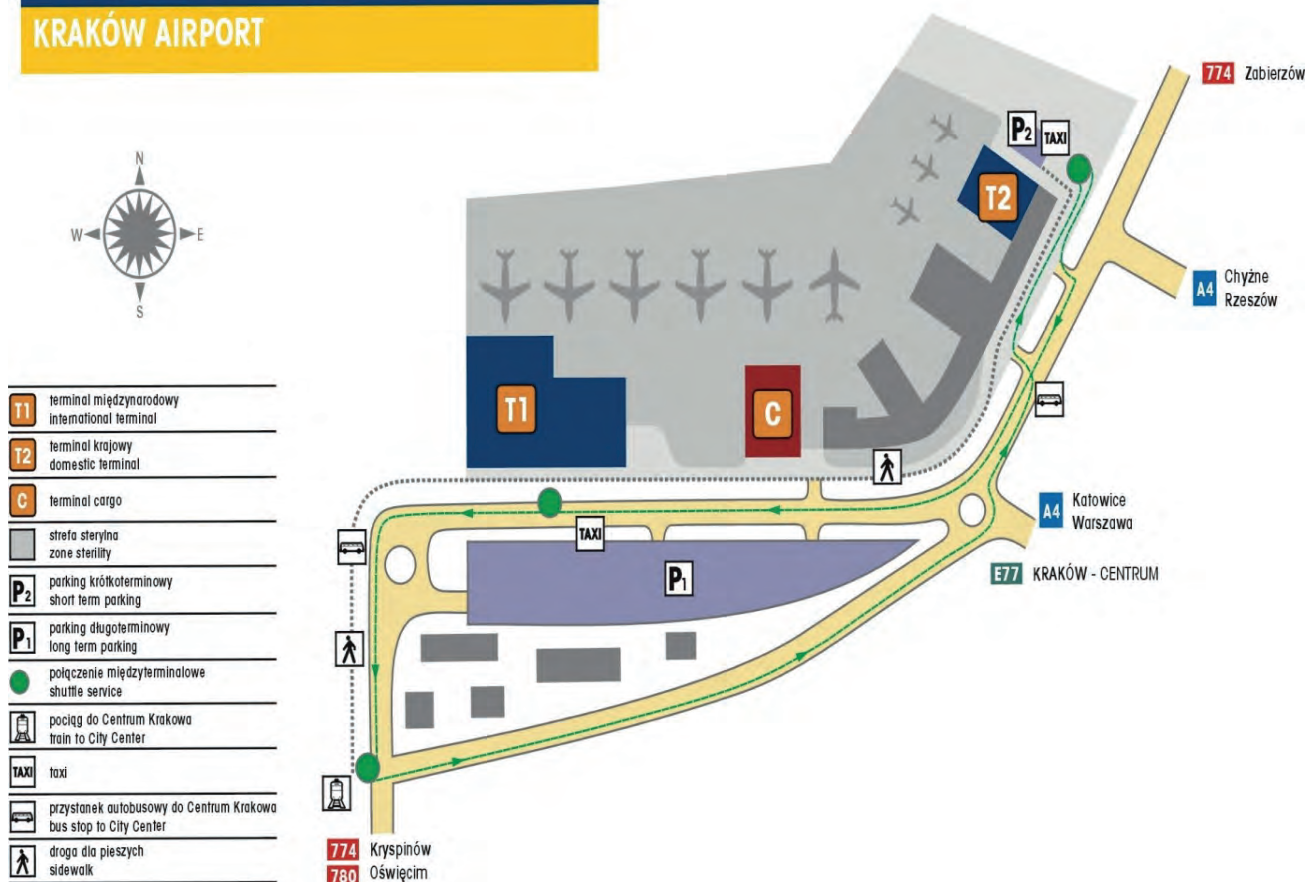 KRAKÓW AIRPORT
N
W
E
S
774 Zabierzów
P2
TAXI
T2
A4 Chyżne
Rzeszów
T1
C
A4 Katowice
Warszawa
E77 KRAKÓW - CENTRUM
TAXI
P1
774 Kryspinów
780 Oświęcim
T1 terminal międzynarodowy
international terminal
T2 terminal krajowy
domestic terminal
C terminal cargo
strefa sterylna
zone sterility
P2 parking krótkoterminowy
short term parking
P1 parking długoterminowy
long term parking
połączenie międzyterminalowe
shuttle service
pociąg do Centrum Krakowa
train to City Center
TAXI taxi
przystanek autobusowy do Centrum Krakowa
bus stop to City Center
droga dla pieszych
sidewalk